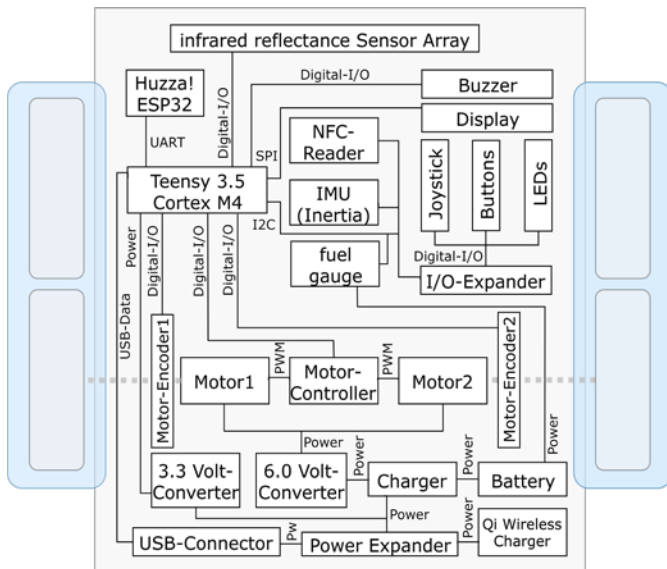 infrared reflectance Sensor Array
Huzza!
ESP32
Digital-I/O
Digital-I/O
Buzzer
Display
UART
SPI
NFC-
Reader
Joystick
Buttons
LEDs
Teensy 3.5
Cortex M4
IMU
(Inertia)
I2C
Digital-I/O
fuel
gauge
I/O-Expander
Power
Digital-I/O
Digital-I/O
Digital-I/O
USB-Data
Motor-Encoder1
Motor1
PWM
Motor-
Controller
PWM
Motor2
Motor-Encoder2
Power
Power
Power
Power
3.3 Volt-
Converter
6.0 Volt-
Converter
Charger
Battery
Power
Power
USB-Connector
Pw
Power Expander
Qi Wireless
Charger